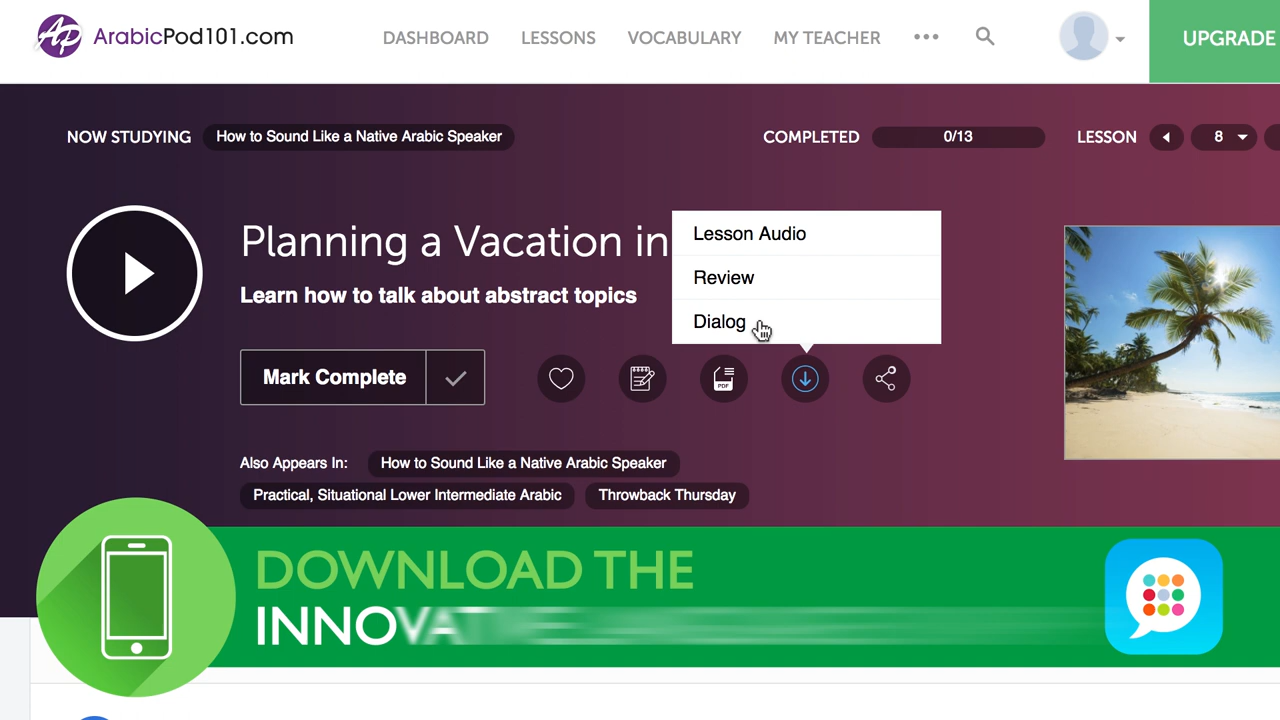 ArabicPod101.com
DASHBOARD LESSONS VOCABULARY MY TEACHER ••• UPGRADE
NOW STUDYING How to Sound Like a Native Arabic Speaker COMPLETED 0/13 LESSON 8
Planning a Vacation in
Lesson Audio
Review
Dialog
Learn how to talk about abstract topics
Mark Complete
PDF
Also Appears In: How to Sound Like a Native Arabic Speaker
Practical, Situational Lower Intermediate Arabic Throwback Thursday
DOWNLOAD THE
INNOVAT